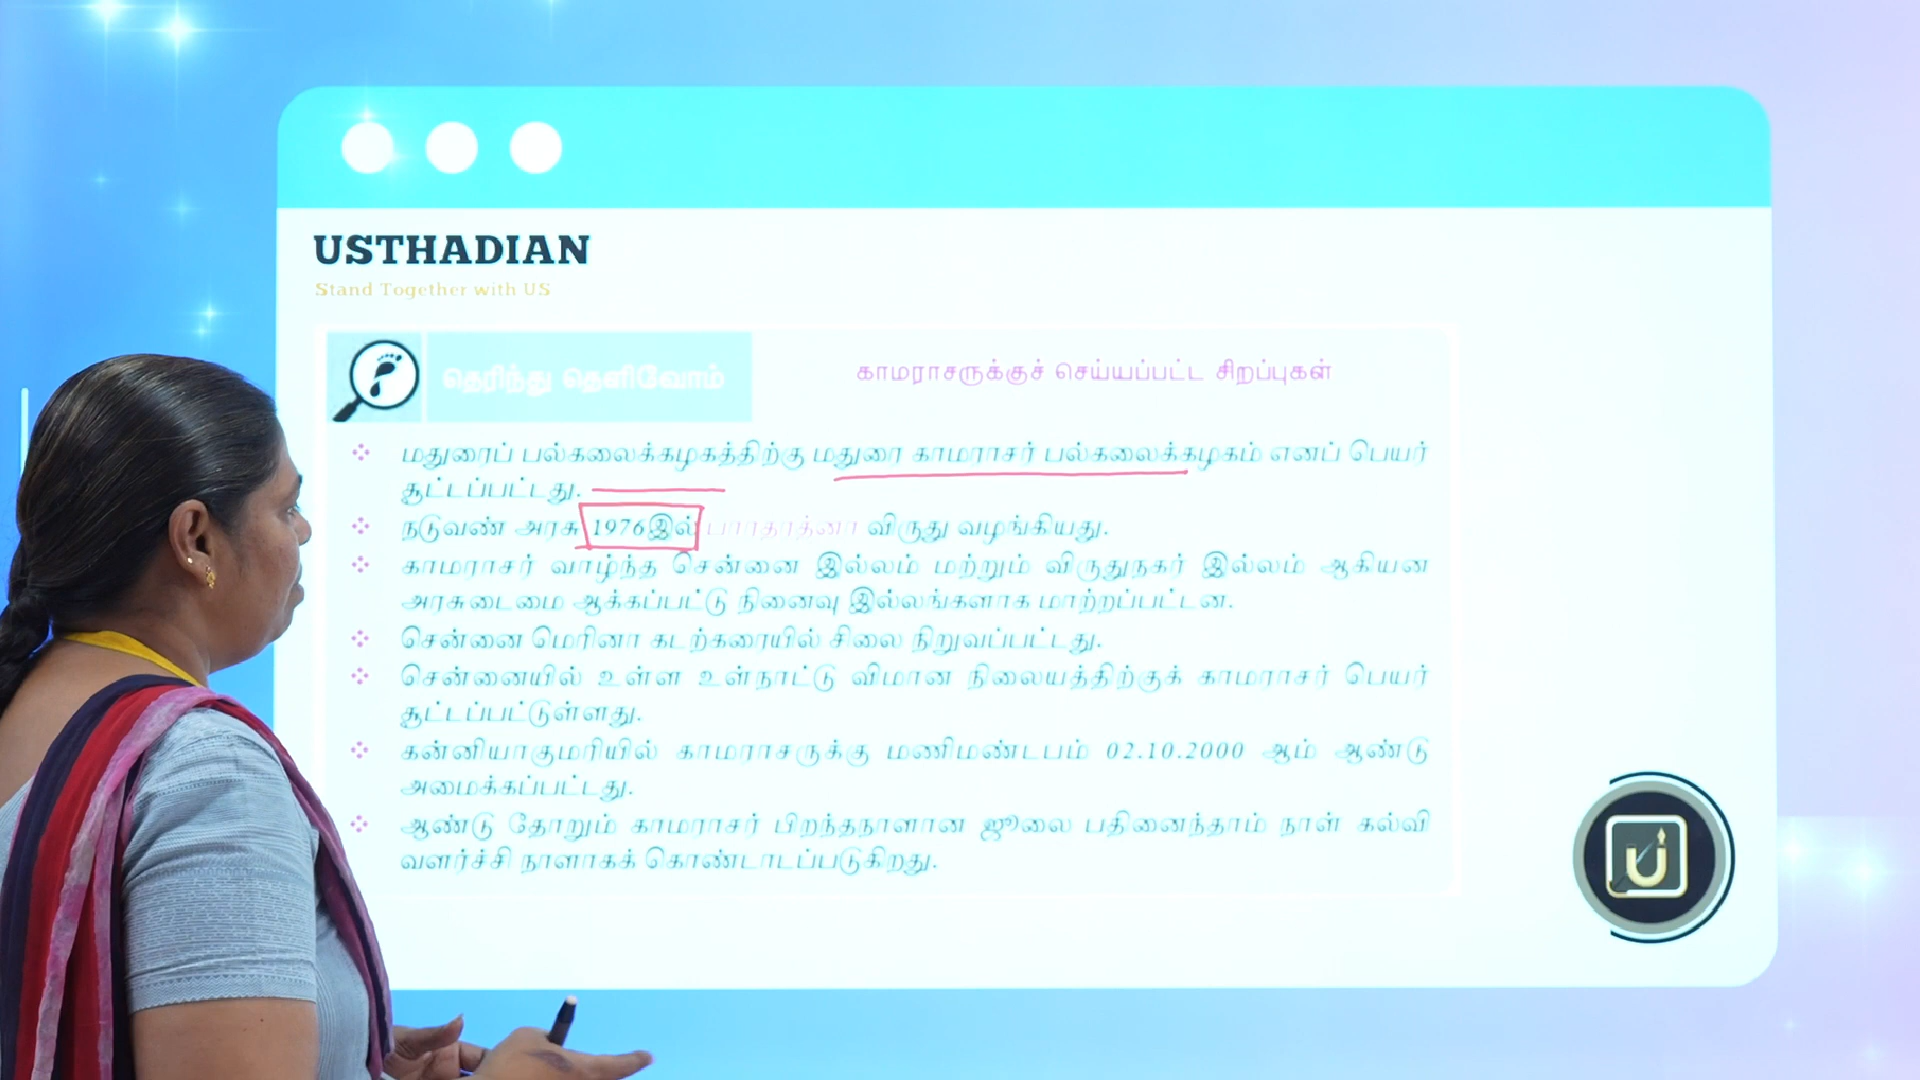 USTHADIAN
Stand Together with US
தெரிந்து தெளிவோம்
காமராசருக்குச் செய்யப்பட்ட சிறப்புகள்
மதுரைப் பல்கலைக்கழகத்திற்கு மதுரை காமராசர் பல்கலைக்கழகம் எனப் பெயர்
சூட்டப்பட்டது.
நடுவண் அரசு 1976இல் பாரதரத்னா விருது வழங்கியது.
காமராசர் வாழ்ந்த சென்னை இல்லம் மற்றும் விருதுநகர் இல்லம் ஆகியன
அரசுடைமை ஆக்கப்பட்டு நினைவு இல்லங்களாக மாற்றப்பட்டன.
சென்னை மெரினா கடற்கரையில் சிலை நிறுவப்பட்டது.
சென்னையில் உள்ள உள்நாட்டு விமான நிலையத்திற்குக் காமராசர் பெயர்
சூட்டப்பட்டுள்ளது.
கன்னியாகுமரியில் காமராசருக்கு மணிமண்டபம் 02.10.2000 ஆம் ஆண்டு
அமைக்கப்பட்டது.
ஆண்டு தோறும் காமராசர் பிறந்தநாளான ஜூலை பதினைந்தாம் நாள் கல்வி
வளர்ச்சி நாளாகக் கொண்டாடப்படுகிறது.
U